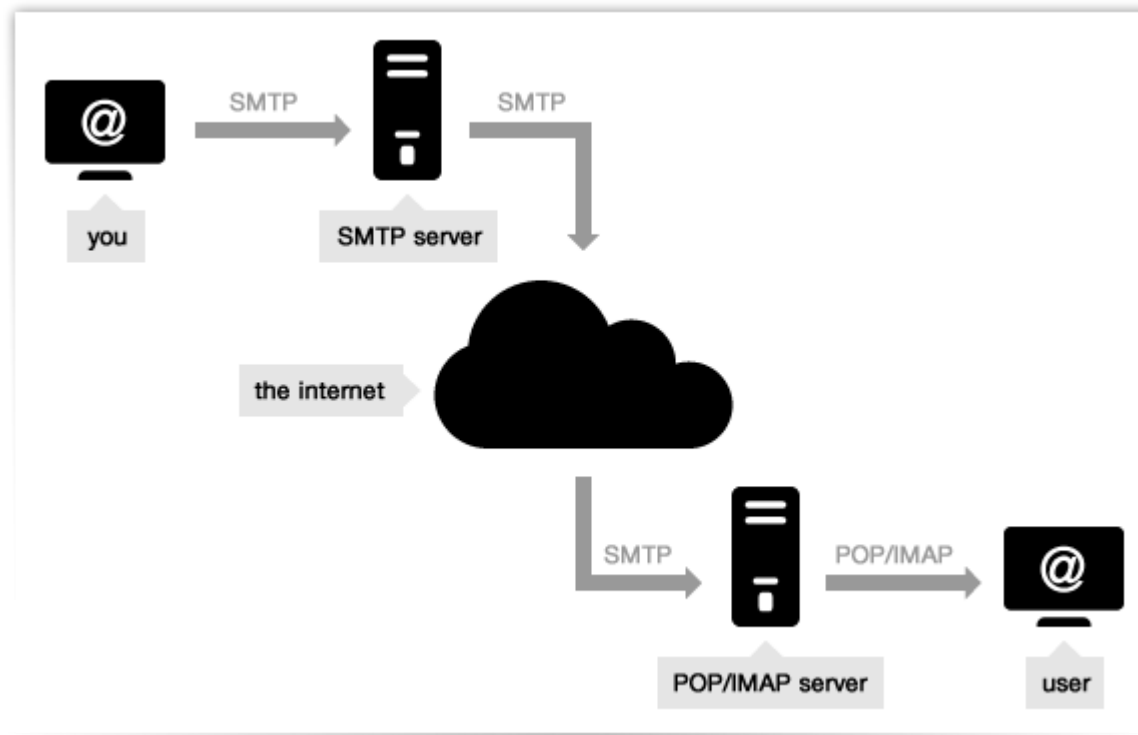 @
SMTP
SMTP
you
SMTP server
the internet
SMTP
POP/IMAP
@
POP/IMAP server
user